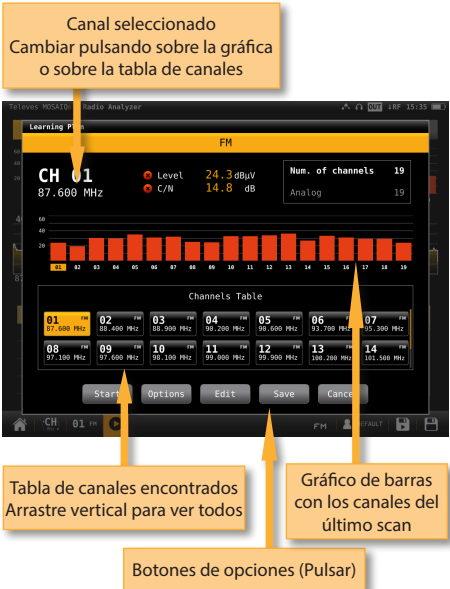 Canal seleccionado
Cambiar pulsando sobre la gráfica
o sobre la tabla de canales
Televes MOSAIQ Radio Analyzer
OUT RF 15:35
Learning Plan
FM
CH 01
87.600 MHz
Level 24.3 dBµV
C/N 14.8 dB
Num. of channels 19
Analog 19
60
40
20
01 02 03 04 05 06 07 08 09 10 11 12 13 14 15 16 17 18 19
Channels Table
01 FM 02 FM 03 FM 04 FM 05 FM 06 FM 07 FM
87.600 MHz 88.400 MHz 88.900 MHz 90.200 MHz 90.600 MHz 93.700 MHz 95.300 MHz
08 FM 09 FM 10 FM 11 FM 12 FM 13 FM 14 FM
97.100 MHz 97.600 MHz 98.100 MHz 99.000 MHz 99.900 MHz 100.200 MHz 101.500 MHz
Start Options Edit Save Cancel
CH 01 FM FM DEFAULT
Tabla de canales encontrados
Arrastre vertical para ver todos
Gráfico de barras
con los canales del
último scan
Botones de opciones (Pulsar)